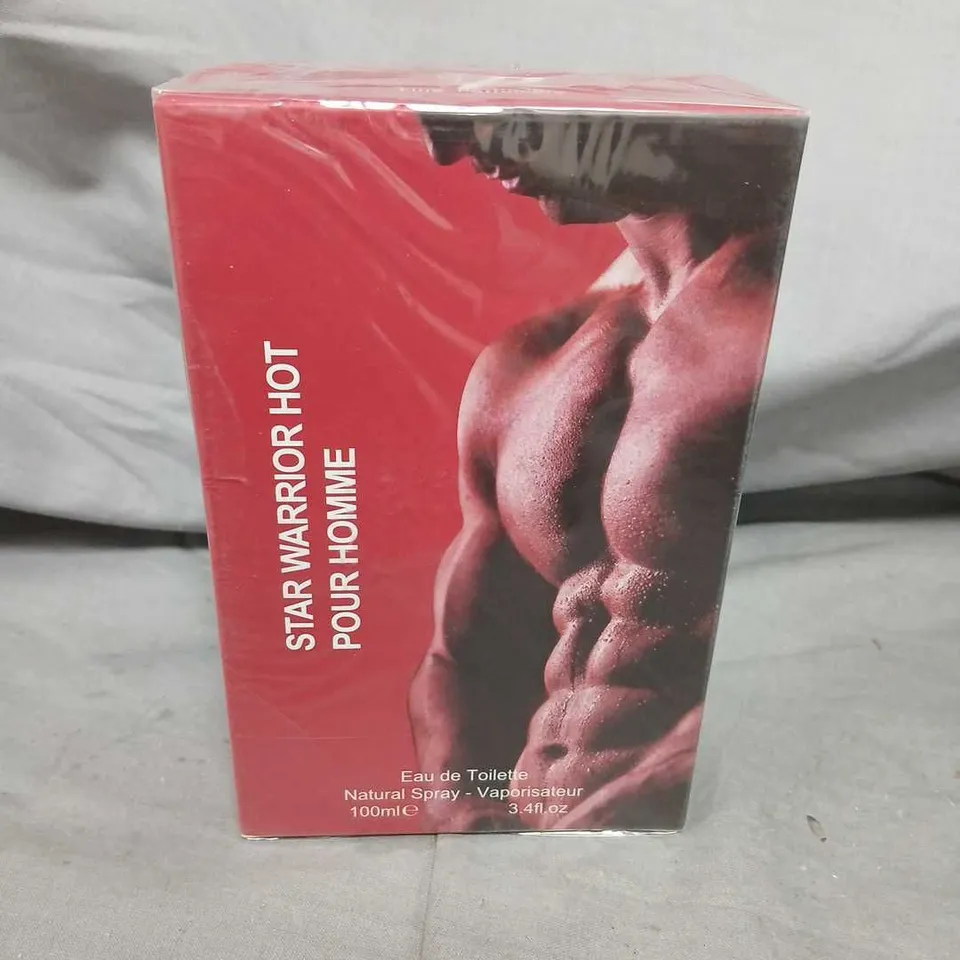 STAR WARRIOR HOT
POUR HOMME
Eau de Toilette
Natural Spray - Vaporisateur
100ml℮ 3.4fl.oz